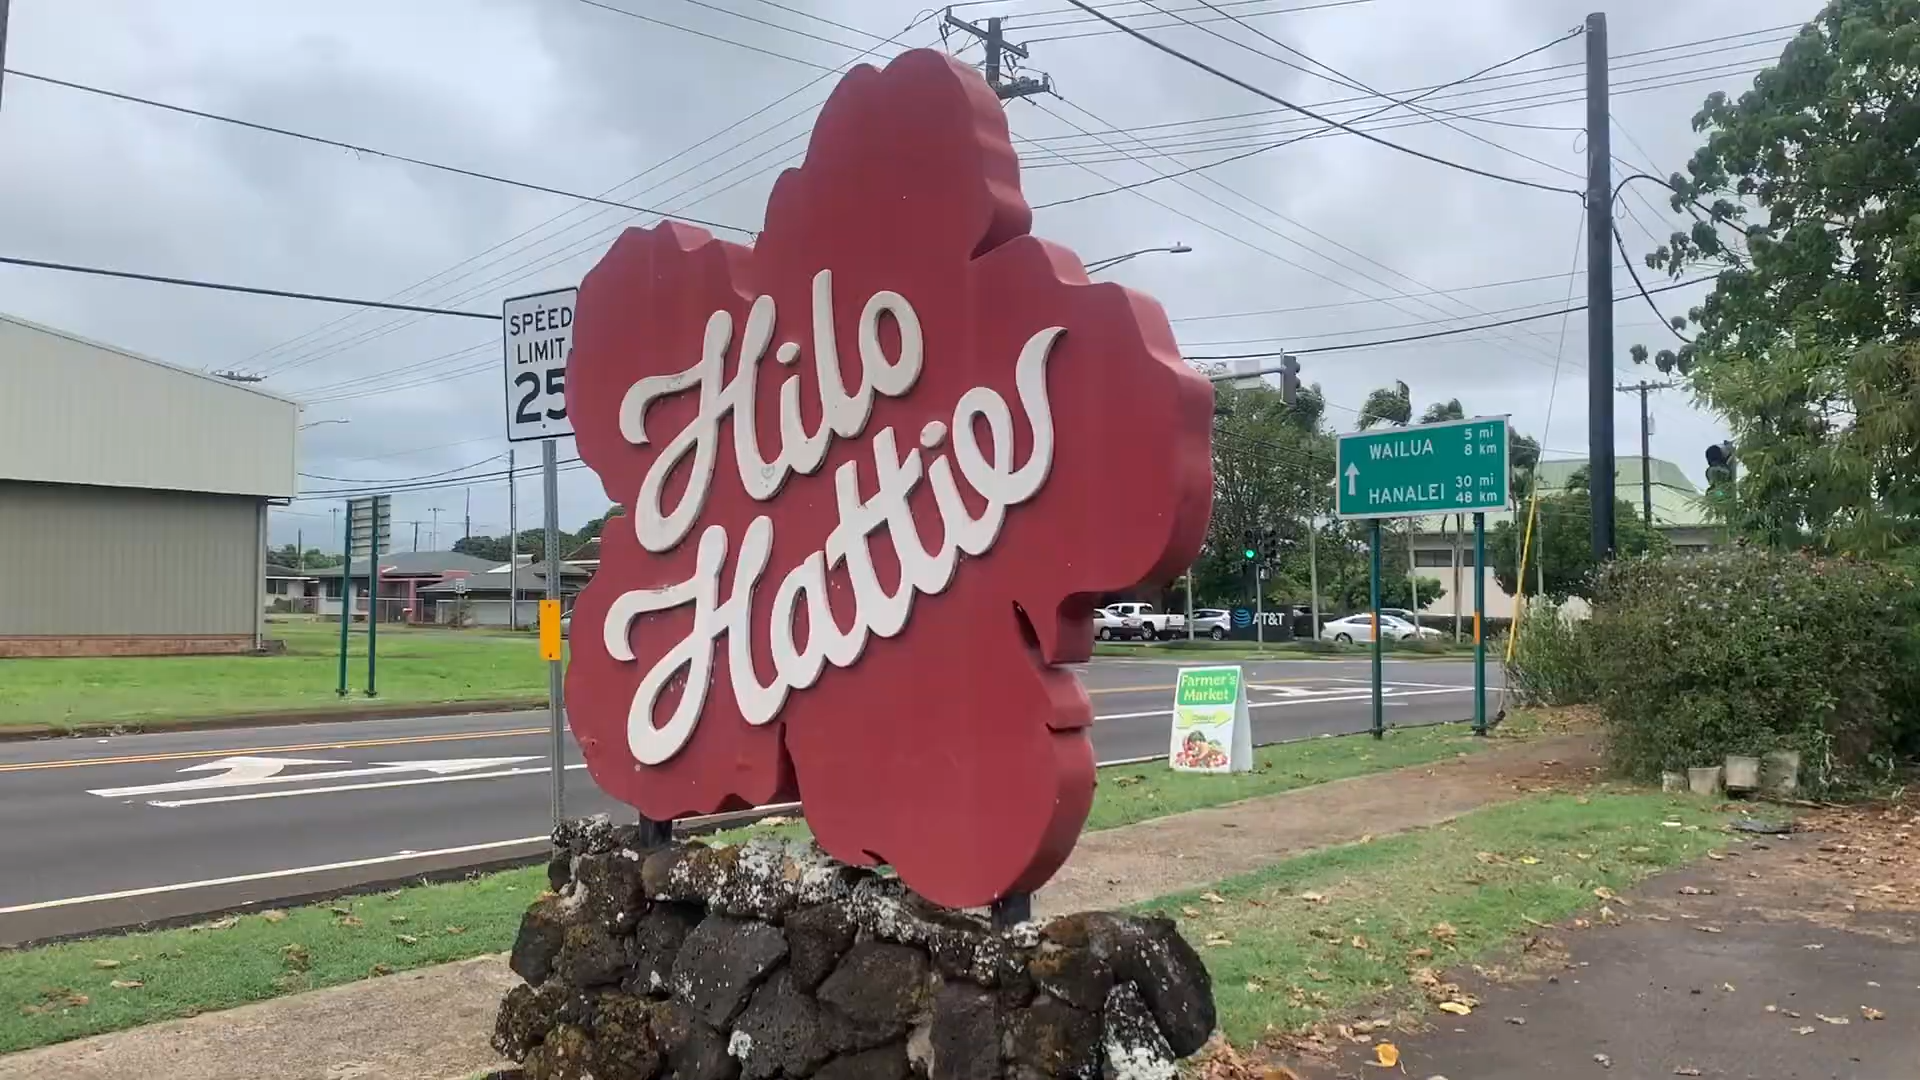 SPEED
LIMIT
25
Hilo
Hattie
WAILUA 5 mi
8 km
HANALEI 30 mi
48 km
AT&T
Farmer's
Market